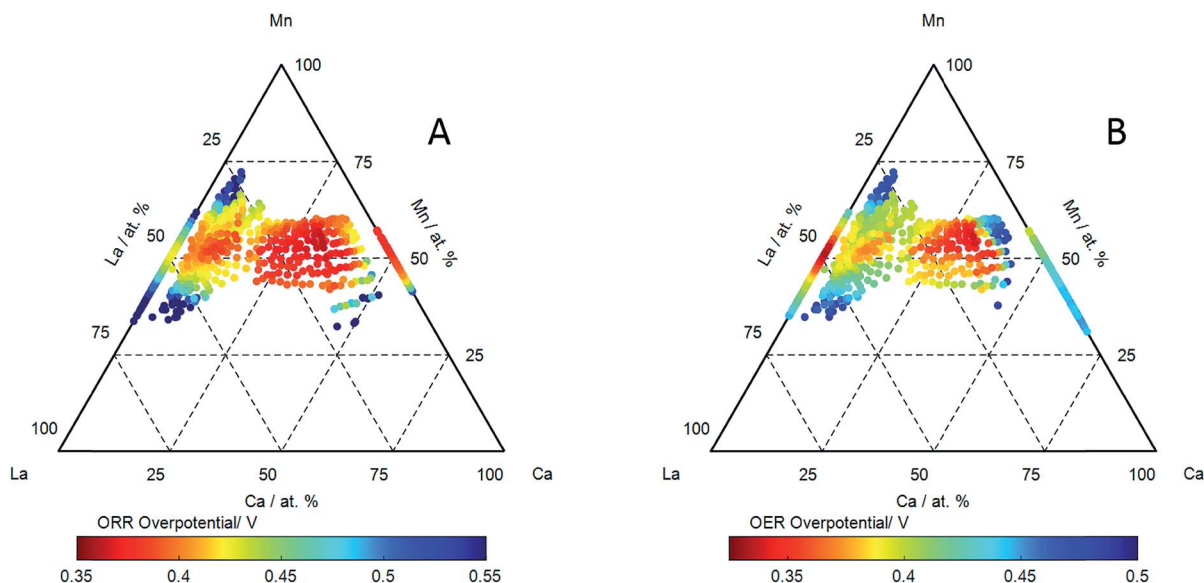 Mn
100
25
A
75
La / at. %
Mn / at. %
50
50
75
25
100
La
25
50
75
100
Ca
Ca / at. %
ORR Overpotential/ V
0.35
0.4
0.45
0.5
0.55
Mn
100
25
B
75
La / at. %
Mn / at. %
50
50
75
25
100
La
25
50
75
100
Ca
Ca / at. %
OER Overpotential/ V
0.35
0.4
0.45
0.5